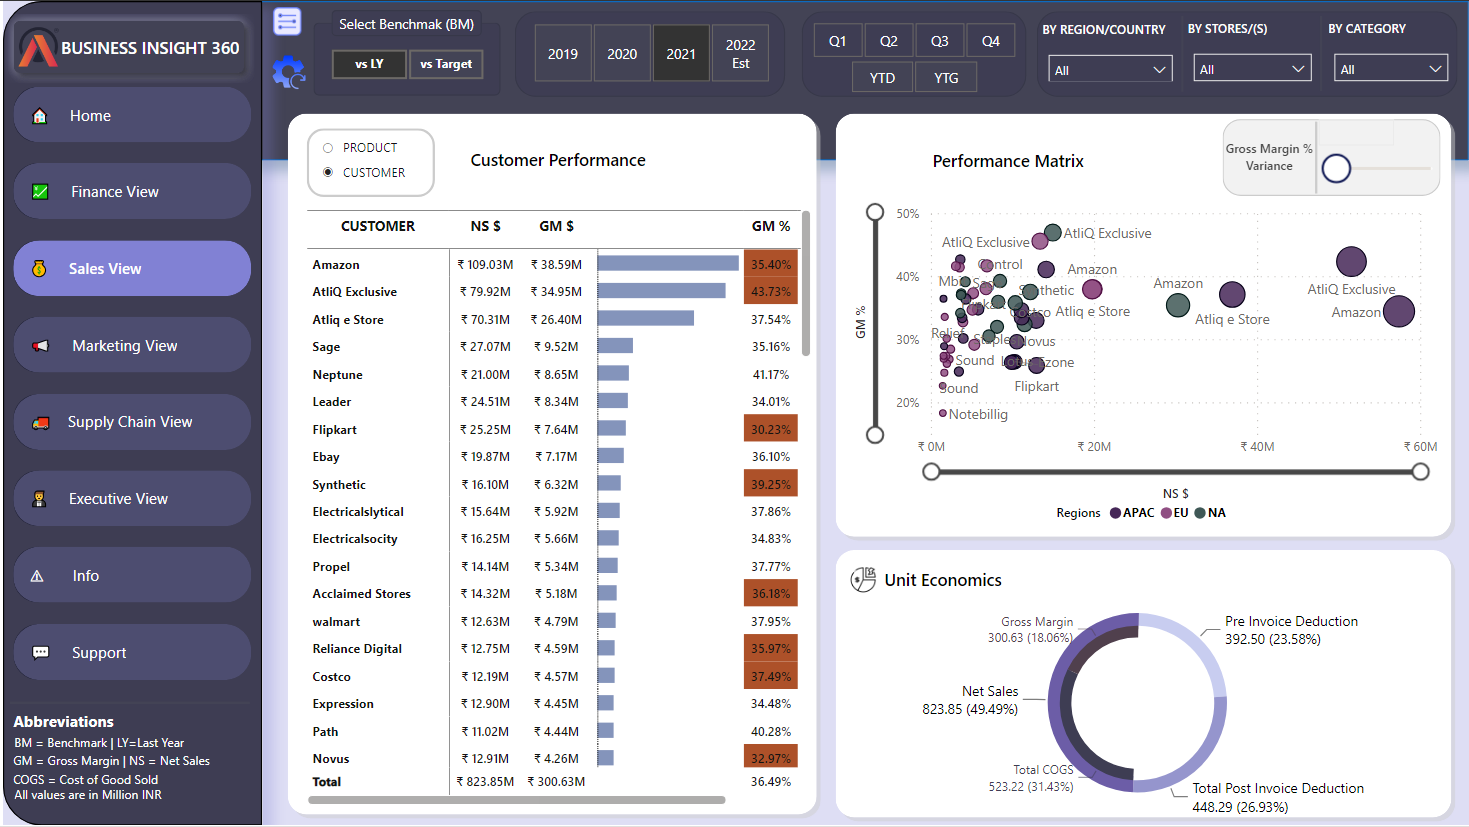 BUSINESS INSIGHT 360
Home
Finance View
Sales View
Marketing View
Supply Chain View
Executive View
Info
Support
Abbreviations
BM = Benchmark | LY=Last Year
GM = Gross Margin | NS = Net Sales
COGS = Cost of Good Sold
All values are in Million INR
Select Benchmak (BM)
vs LY vs Target
2019 2020 2021 2022 Est
Q1 Q2 Q3 Q4
YTD YTG
BY REGION/COUNTRY BY STORES/(S) BY CATEGORY
All All All
PRODUCT
CUSTOMER
Customer Performance
CUSTOMER NS $ GM $ GM %
Amazon ₹ 109.03M ₹ 38.59M 35.40%
AtliQ Exclusive ₹ 79.92M ₹ 34.95M 43.73%
Atliq e Store ₹ 70.31M ₹ 26.40M 37.54%
Sage ₹ 27.07M ₹ 9.52M 35.16%
Neptune ₹ 21.00M ₹ 8.65M 41.17%
Leader ₹ 24.51M ₹ 8.34M 34.01%
Flipkart ₹ 25.25M ₹ 7.64M 30.23%
Ebay ₹ 19.87M ₹ 7.17M 36.10%
Synthetic ₹ 16.10M ₹ 6.32M 39.25%
Electricalslytical ₹ 15.64M ₹ 5.92M 37.86%
Electricalsocity ₹ 16.25M ₹ 5.66M 34.83%
Propel ₹ 14.14M ₹ 5.34M 37.77%
Acclaimed Stores ₹ 14.32M ₹ 5.18M 36.18%
walmart ₹ 12.63M ₹ 4.79M 37.95%
Reliance Digital ₹ 12.75M ₹ 4.59M 35.97%
Costco ₹ 12.19M ₹ 4.57M 37.49%
Expression ₹ 12.90M ₹ 4.45M 34.48%
Path ₹ 11.02M ₹ 4.44M 40.28%
Novus ₹ 12.91M ₹ 4.26M 32.97%
Total ₹ 823.85M ₹ 300.63M 36.49%
Performance Matrix
Gross Margin %
Variance
GM %
50%
40%
30%
20%
AtliQ Exclusive AtliQ Exclusive
Control Amazon
Amazon
AtliQ Exclusive
Atliq e Store Atliq e Store Amazon
Relief Novus
Sound Lotus Ezone
Sound Flipkart
Notebillig
₹ 0M ₹ 20M ₹ 40M ₹ 60M
NS $
Regions APAC EU NA
Unit Economics
Gross Margin
300.63 (18.06%)
Pre Invoice Deduction
392.50 (23.58%)
Net Sales
823.85 (49.49%)
Total COGS
523.22 (31.43%)
Total Post Invoice Deduction
448.29 (26.93%)